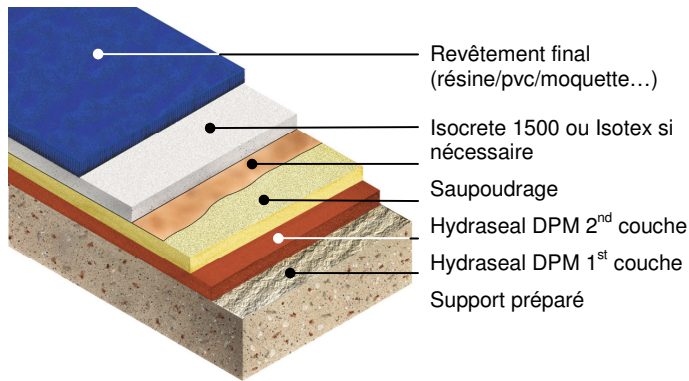 Revêtement final
(résine/pvc/moquette…)
Isocrete 1500 ou Isotex si
nécessaire
Saupoudrage
Hydraseal DPM 2nd couche
Hydraseal DPM 1st couche
Support préparé